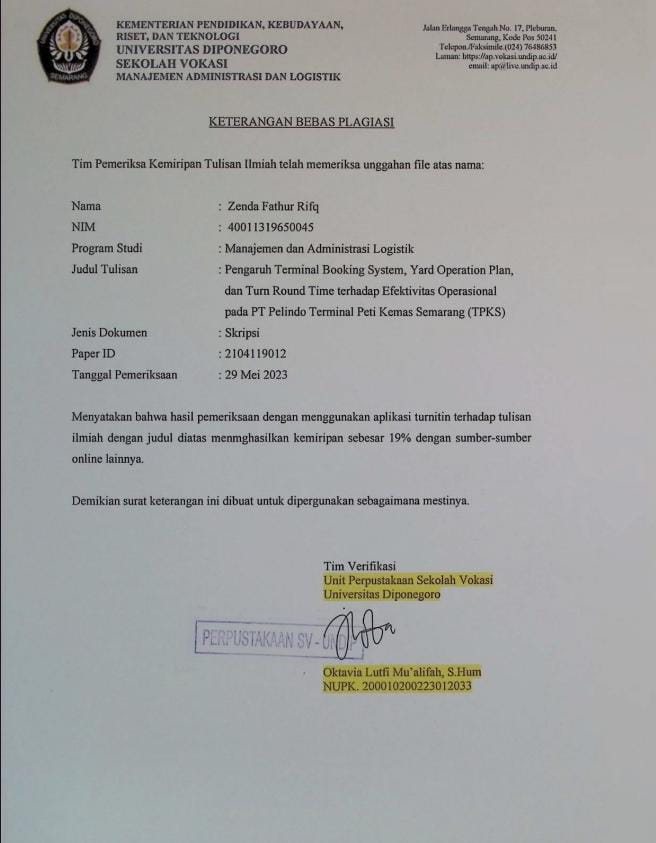 UNIVERSITAS DIPONEGORO
SEMARANG
KEMENTERIAN PENDIDIKAN, KEBUDAYAAN,
RISET, DAN TEKNOLOGI
UNIVERSITAS DIPONEGORO
SEKOLAH VOKASI
MANAJEMEN ADMINISTRASI DAN LOGISTIK
Jalan Erlangga Tengah No. 17, Pleburan,
Semarang, Kode Pos 50241
Telepon./Faksimile.(024) 76486853
Laman: https://ap.vokasi.undip.ac.id/
email: ap@live.undip.ac.id
KETERANGAN BEBAS PLAGIASI
Tim Pemeriksa Kemiripan Tulisan Ilmiah telah memeriksa unggahan file atas nama:
Nama : Zenda Fathur Rifq
NIM : 40011319650045
Program Studi : Manajemen dan Administrasi Logistik
Judul Tulisan : Pengaruh Terminal Booking System, Yard Operation Plan,
dan Turn Round Time terhadap Efektivitas Operasional
pada PT Pelindo Terminal Peti Kemas Semarang (TPKS)
Jenis Dokumen : Skripsi
Paper ID : 2104119012
Tanggal Pemeriksaan : 29 Mei 2023
Menyatakan bahwa hasil pemeriksaan dengan menggunakan aplikasi turnitin terhadap tulisan
ilmiah dengan judul diatas menmghasilkan kemiripan sebesar 19% dengan sumber-sumber
online lainnya.
Demikian surat keterangan ini dibuat untuk dipergunakan sebagaimana mestinya.
Tim Verifikasi
Unit Perpustakaan Sekolah Vokasi
Universitas Diponegoro
PERPUSTAKAAN SV - UNDIP
Oktavia Lutfi Mu'alifah, S.Hum
NUPK. 200010200223012033